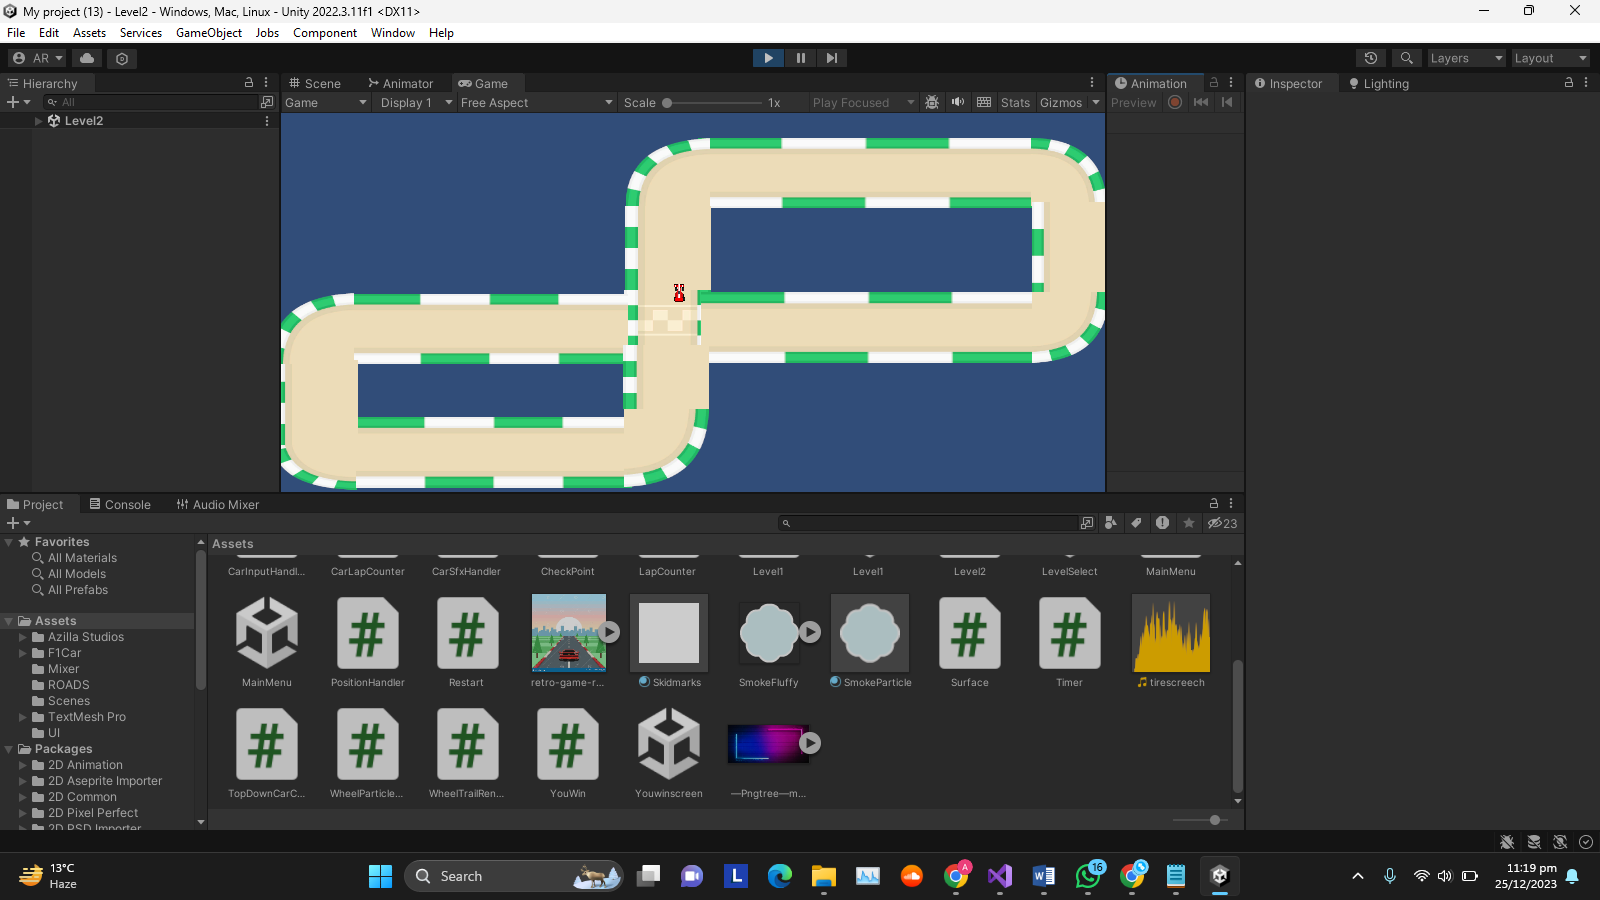 My project (13) - Level2 - Windows, Mac, Linux - Unity 2022.3.11f1 <DX11>
File Edit Assets Services GameObject Jobs Component Window Help
AR Layers Layout
Hierarchy Scene Animator Game Animation Inspector Lighting
All Game Display 1 Free Aspect Scale 1x Play Focused Stats Gizmos Preview
Level2
Project Console Audio Mixer
23
Favorites
All Materials
All Models
All Prefabs
Assets
Azilla Studios
F1Car
Mixer
ROADS
Scenes
TextMesh Pro
UI
Packages
2D Animation
2D Aseprite Importer
2D Common
2D Pixel Perfect
2D PSD Importer
Assets
CarInputHandl... CarLapCounter CarSfxHandler CheckPoint LapCounter Level1 Level1 Level2 LevelSelect MainMenu
MainMenu PositionHandler Restart retro-game-r... Skidmarks SmokeFluffy SmokeParticle Surface Timer tirescreech
TopDownCarC... WheelParticle... WheelTrailRen... YouWin Youwinscreen —Pngtree—m...
13°C
Haze
Search
L
A
16
11:19 pm
25/12/2023